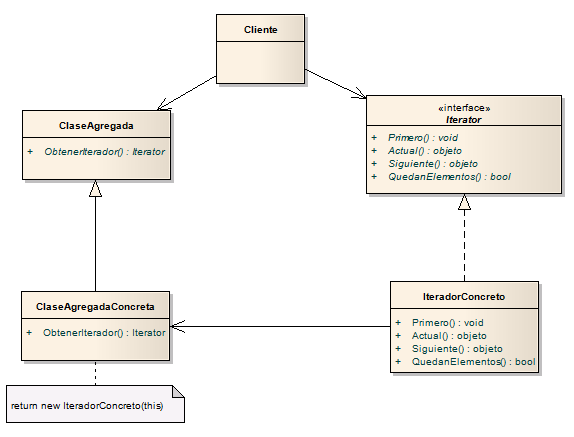 Cliente
«interface»
Iterator
+ Primero() : void
+ Actual() : objeto
+ Siguiente() : objeto
+ QuedanElementos() : bool
ClaseAgregada
+ ObtenerIterador() : Iterator
ClaseAgregadaConcreta
+ ObtenerIterador() : Iterator
IteradorConcreto
+ Primero() : void
+ Actual() : objeto
+ Siguiente() : objeto
+ QuedanElementos() : bool
return new IteradorConcreto(this)